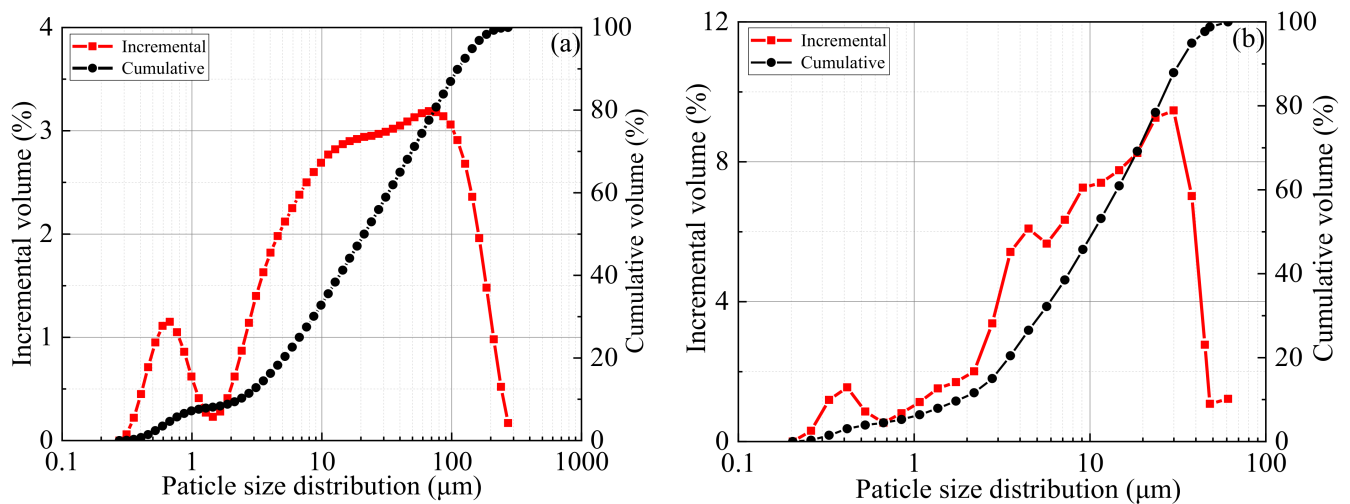 4
3
2
1
0
Incremental volume (%)
Incremental
Cumulative
(a)
100
80
60
40
20
0
Cumulative volume (%)
0.1
1
10
100
1000
Paticle size distribution (μm)
12
8
4
0
Incremental volume (%)
Incremental
Cumulative
(b)
100
80
60
40
20
0
Cumulative volume (%)
0.1
1
10
100
Paticle size distribution (μm)